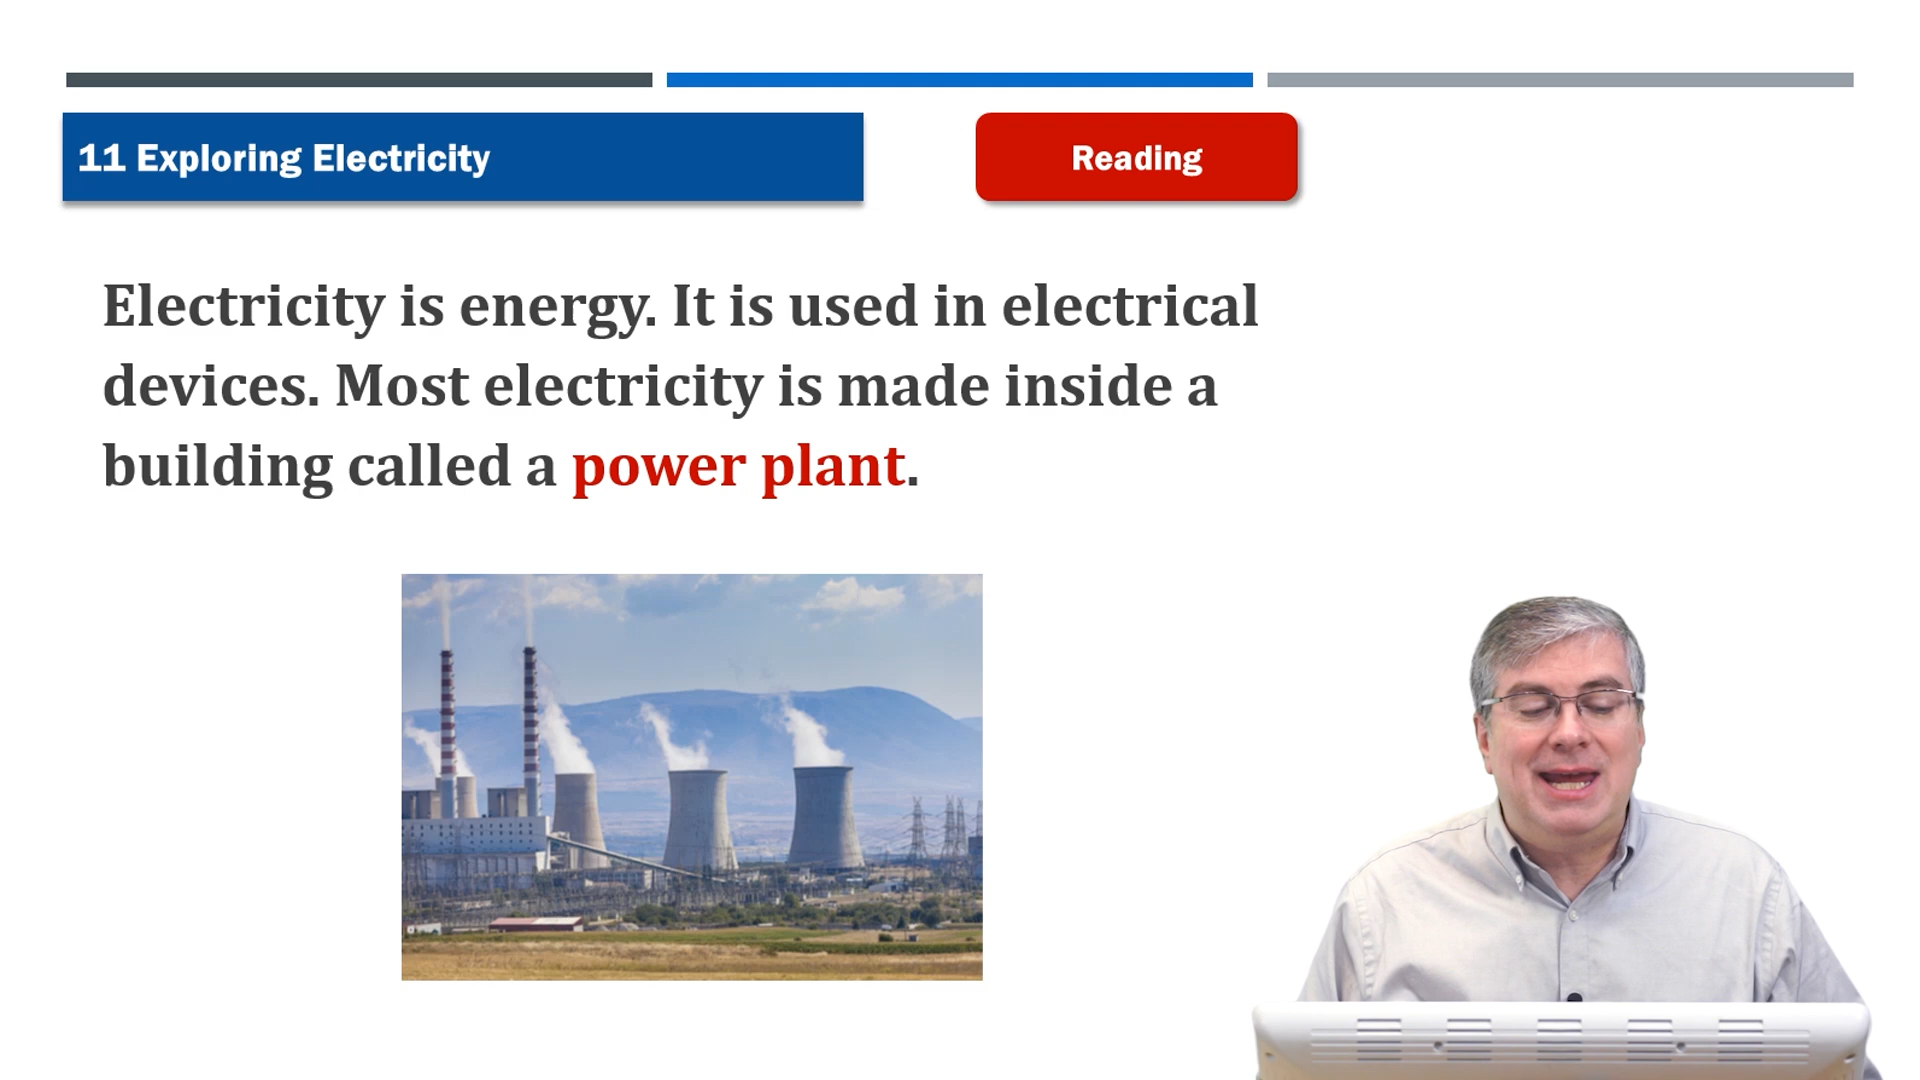 11 Exploring Electricity
Reading
Electricity is energy. It is used in electrical
devices. Most electricity is made inside a
building called a power plant.